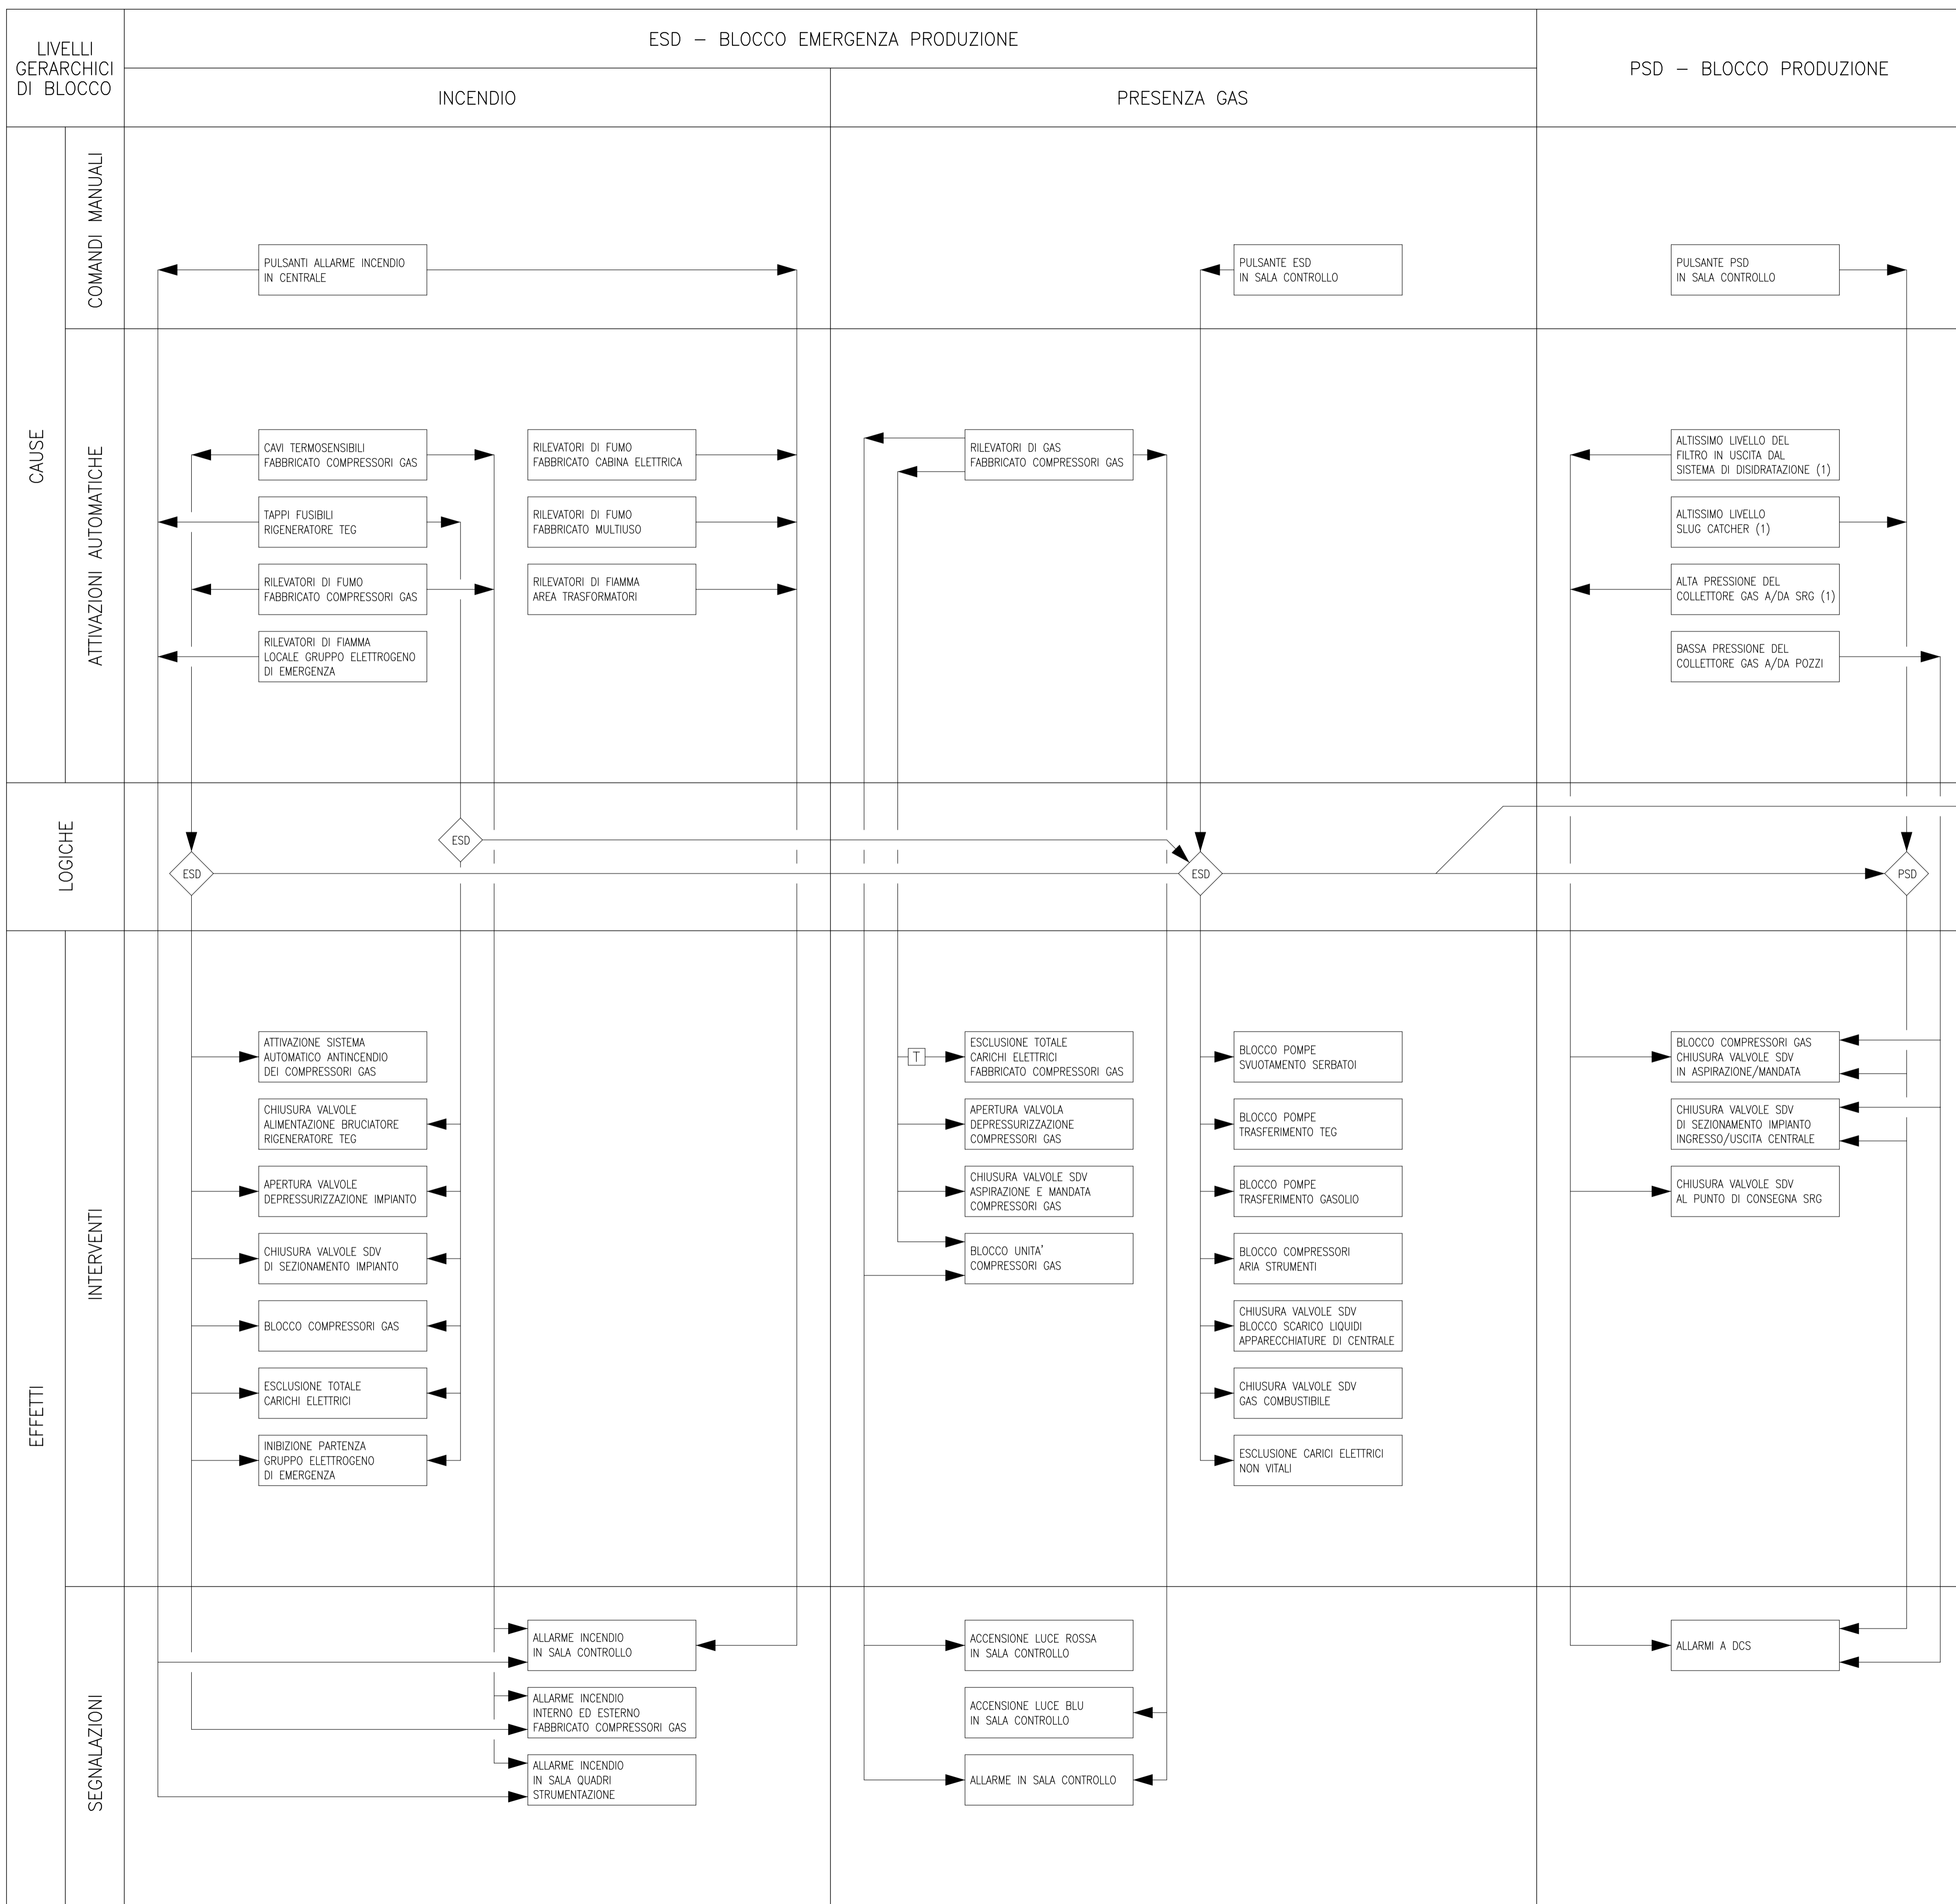 LIVELLI
GERARCHICI
DI BLOCCO
ESD – BLOCCO EMERGENZA PRODUZIONE
PSD – BLOCCO PRODUZIONE
INCENDIO
PRESENZA GAS
CAUSE
COMANDI MANUALI
PULSANTI ALLARME INCENDIO
IN CENTRALE
PULSANTE ESD
IN SALA CONTROLLO
PULSANTE PSD
IN SALA CONTROLLO
ATTIVAZIONI AUTOMATICHE
CAVI TERMOSENSIBILI
FABBRICATO COMPRESSORI GAS
TAPPI FUSIBILI
RIGENERATORE TEG
RILEVATORI DI FUMO
FABBRICATO COMPRESSORI GAS
RILEVATORI DI FIAMMA
LOCALE GRUPPO ELETTROGENO
DI EMERGENZA
RILEVATORI DI FUMO
FABBRICATO CABINA ELETTRICA
RILEVATORI DI FUMO
FABBRICATO MULTIUSO
RILEVATORI DI FIAMMA
AREA TRASFORMATORI
RILEVATORI DI GAS
FABBRICATO COMPRESSORI GAS
ALTISSIMO LIVELLO DEL
FILTRO IN USCITA DAL
SISTEMA DI DISIDRATAZIONE (1)
ALTISSIMO LIVELLO
SLUG CATCHER (1)
ALTA PRESSIONE DEL
COLLETTORE GAS A/DA SRG (1)
BASSA PRESSIONE DEL
COLLETTORE GAS A/DA POZZI
LOGICHE
ESD
ESD
ESD
PSD
EFFETTI
INTERVENTI
ATTIVAZIONE SISTEMA
AUTOMATICO ANTINCENDIO
DEI COMPRESSORI GAS
CHIUSURA VALVOLE
ALIMENTAZIONE BRUCIATORE
RIGENERATORE TEG
APERTURA VALVOLE
DEPRESSURIZZAZIONE IMPIANTO
CHIUSURA VALVOLE SDV
DI SEZIONAMENTO IMPIANTO
BLOCCO COMPRESSORI GAS
ESCLUSIONE TOTALE
CARICHI ELETTRICI
INIBIZIONE PARTENZA
GRUPPO ELETTROGENO
DI EMERGENZA
T
ESCLUSIONE TOTALE
CARICHI ELETTRICI
FABBRICATO COMPRESSORI GAS
APERTURA VALVOLA
DEPRESSURIZZAZIONE
COMPRESSORI GAS
CHIUSURA VALVOLE SDV
ASPIRAZIONE E MANDATA
COMPRESSORI GAS
BLOCCO UNITA'
COMPRESSORI GAS
BLOCCO POMPE
SVUOTAMENTO SERBATOI
BLOCCO POMPE
TRASFERIMENTO TEG
BLOCCO POMPE
TRASFERIMENTO GASOLIO
BLOCCO COMPRESSORI
ARIA STRUMENTI
CHIUSURA VALVOLE SDV
BLOCCO SCARICO LIQUIDI
APPARECCHIATURE DI CENTRALE
CHIUSURA VALVOLE SDV
GAS COMBUSTIBILE
ESCLUSIONE CARICI ELETTRICI
NON VITALI
BLOCCO COMPRESSORI GAS
CHIUSURA VALVOLE SDV
IN ASPIRAZIONE/MANDATA
CHIUSURA VALVOLE SDV
DI SEZIONAMENTO IMPIANTO
INGRESSO/USCITA CENTRALE
CHIUSURA VALVOLE SDV
AL PUNTO DI CONSEGNA SRG
SEGNALAZIONI
ALLARME INCENDIO
IN SALA CONTROLLO
ALLARME INCENDIO
INTERNO ED ESTERNO
FABBRICATO COMPRESSORI GAS
ALLARME INCENDIO
IN SALA QUADRI
STRUMENTAZIONE
ACCENSIONE LUCE ROSSA
IN SALA CONTROLLO
ACCENSIONE LUCE BLU
IN SALA CONTROLLO
ALLARME IN SALA CONTROLLO
ALLARMI A DCS